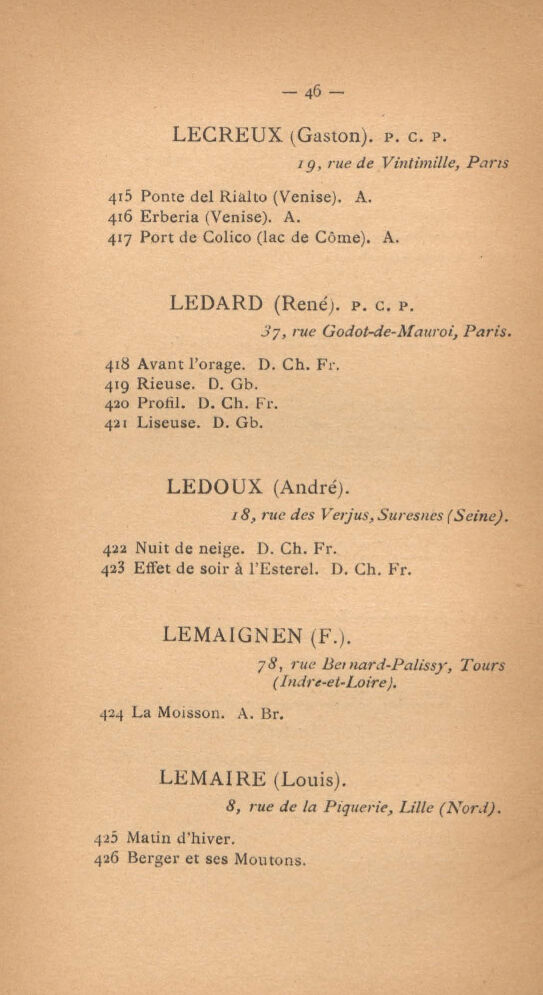 — 46 —
LECREUX (Gaston). P. C. P.
19, rue de Vintimille, Paris
415 Ponte del Rialto (Venise). A.
416 Erberia (Venise). A.
417 Port de Colico (lac de Côme). A.
LEDARD (René). P. C. P.
37, rue Godot-de-Mauroi, Paris.
418 Avant l'orage. D. Ch. Fr.
419 Rieuse. D. Gb.
420 Profil. D. Ch. Fr.
421 Liseuse. D. Gb.
LEDOUX (André).
18, rue des Verjus, Suresnes (Seine).
422 Nuit de neige. D. Ch. Fr.
423 Effet de soir à l'Esterel. D. Ch. Fr.
LEMAIGNEN (F.).
78, rue Bernard-Palissy, Tours
(Indre-et-Loire).
424 La Moisson. A. Br.
LEMAIRE (Louis).
8, rue de la Piquerie, Lille (Nord).
425 Matin d'hiver.
426 Berger et ses Moutons.